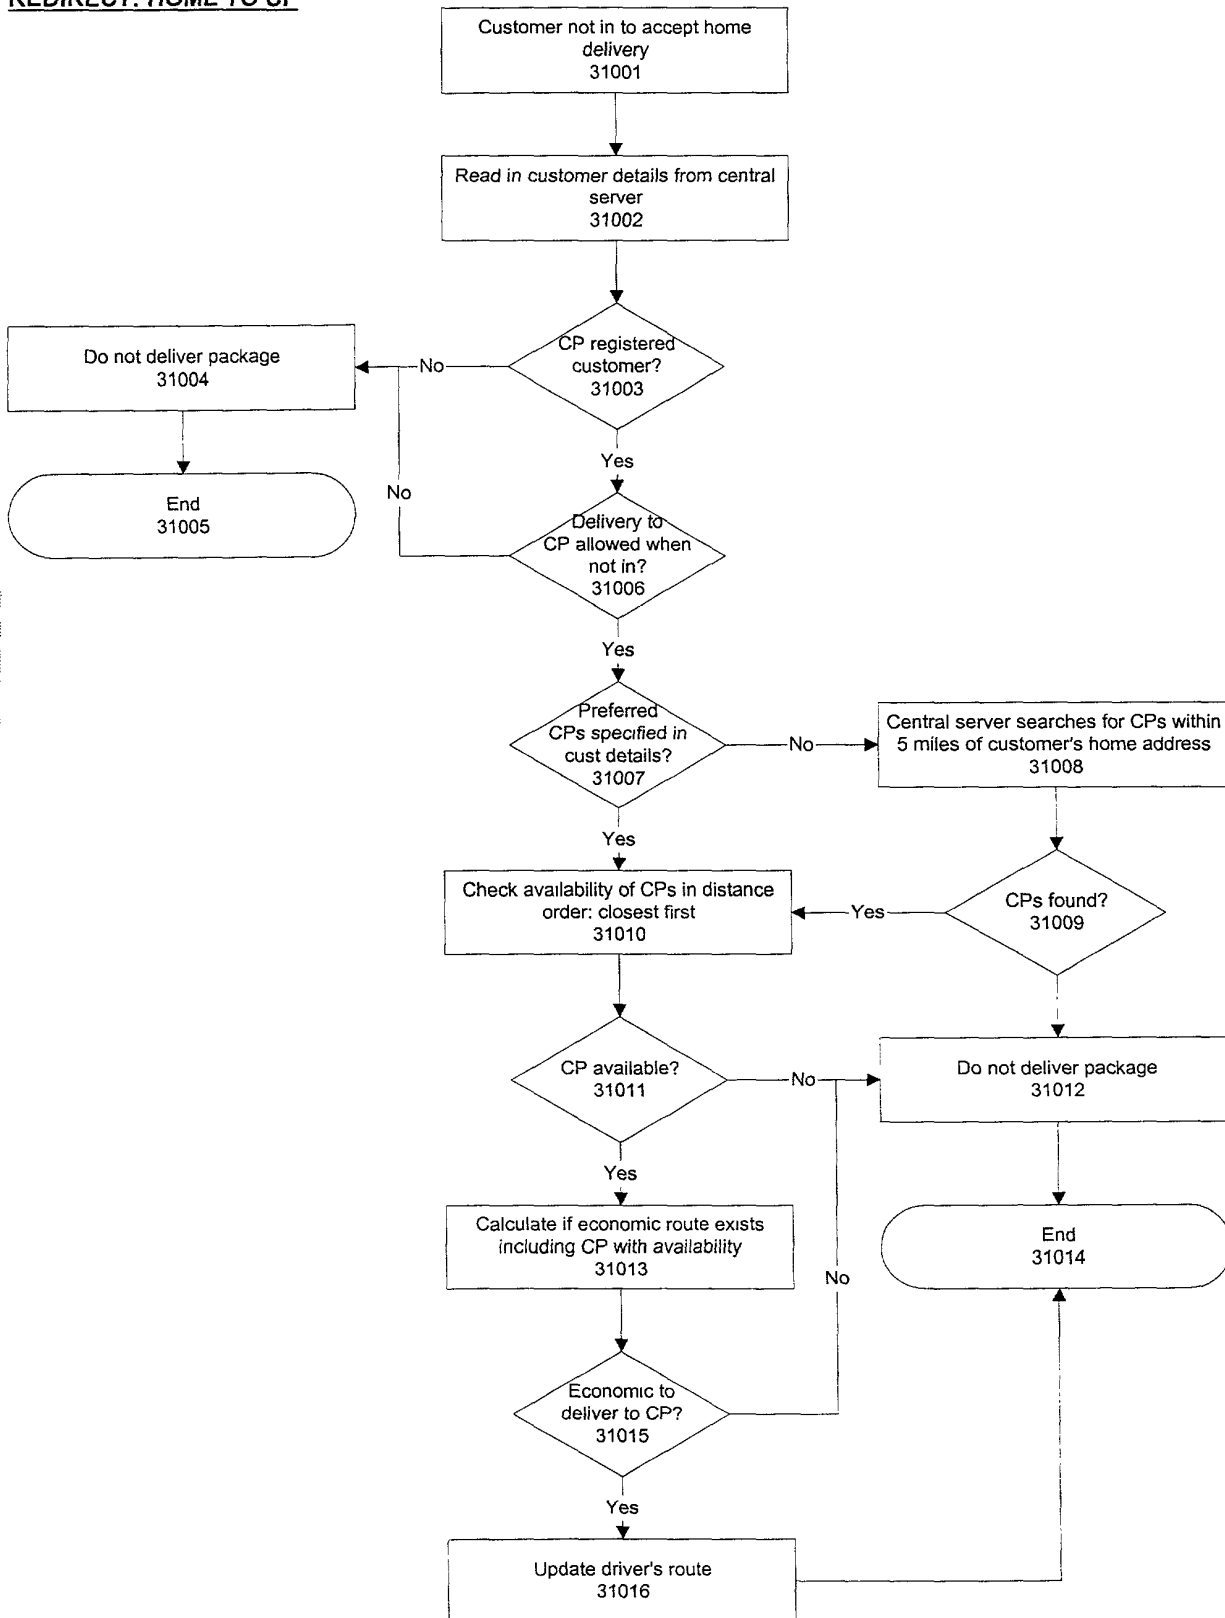 REDIRECT: HOME TO CP
Customer not in to accept home
delivery
31001
Read in customer details from central
server
31002
CP registered
customer?
31003
No
Do not deliver package
31004
Yes
End
31005
No
Delivery to
CP allowed when
not in?
31006
Yes
Preferred
CPs specified in
cust details?
31007
No
Central server searches for CPs within
5 miles of customer's home address
31008
Yes
Check availability of CPs in distance
order: closest first
31010
Yes
CPs found?
31009
CP available?
31011
No
Do not deliver package
31012
Yes
Calculate if economic route exists
including CP with availability
31013
End
31014
No
Economic to
deliver to CP?
31015
Yes
Update driver's route
31016